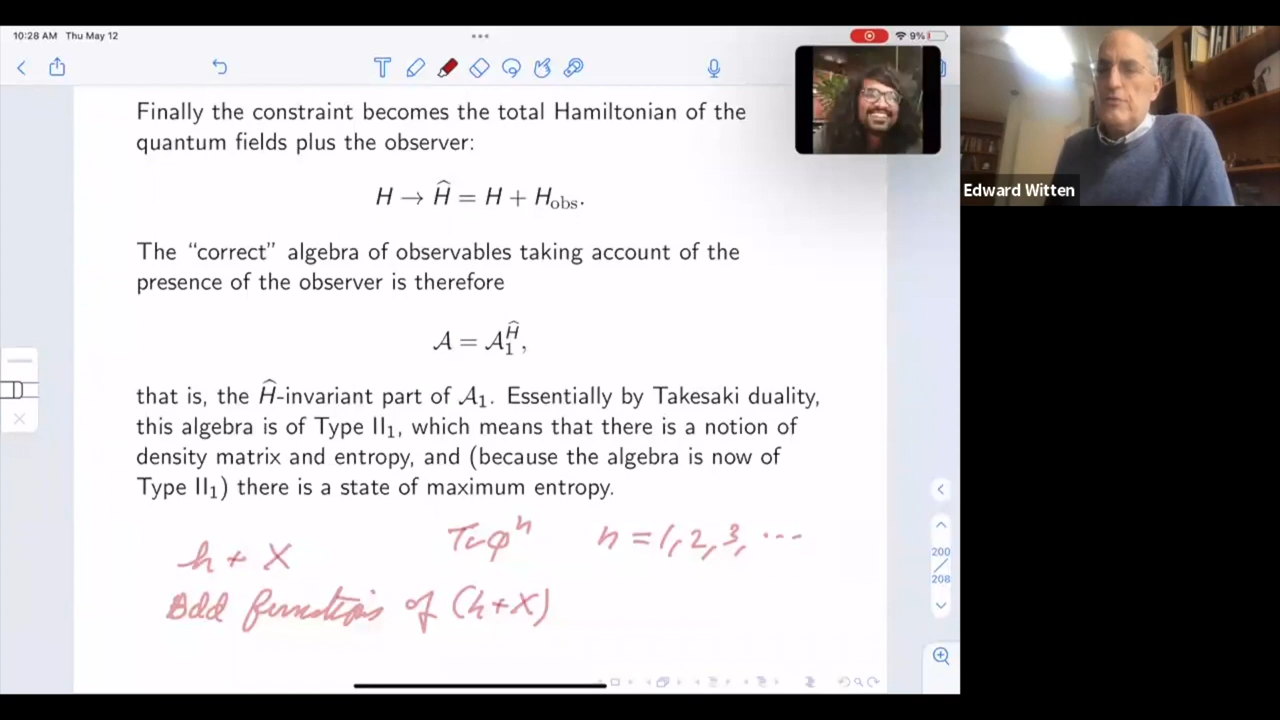 10:28 AM Thu May 12
9%
Finally the constraint becomes the total Hamiltonian of the
quantum fields plus the observer:
H → Ĥ = H + H_obs.
The “correct” algebra of observables taking account of the
presence of the observer is therefore
𝒜 = 𝒜₁^Ĥ,
that is, the Ĥ-invariant part of 𝒜₁. Essentially by Takesaki duality,
this algebra is of Type II₁, which means that there is a notion of
density matrix and entropy, and (because the algebra is now of
Type II₁) there is a state of maximum entropy.
Tr φⁿ n = 1, 2, 3, ...
h + X
Odd functions of (h+X)
200
/
208
Edward Witten